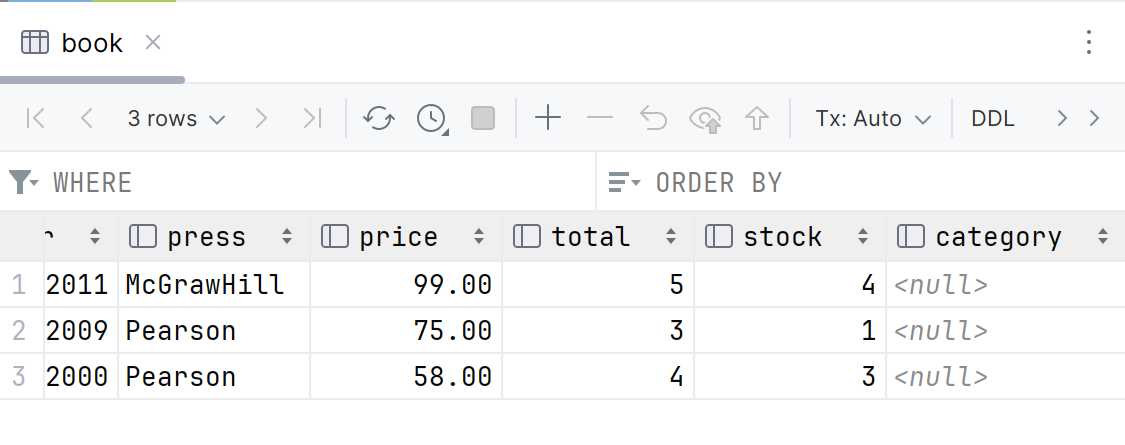 book
3 rows Tx: Auto DDL
WHERE ORDER BY
r press price total stock category
1 2011 McGrawHill 99.00 5 4 <null>
2 2009 Pearson 75.00 3 1 <null>
3 2000 Pearson 58.00 4 3 <null>